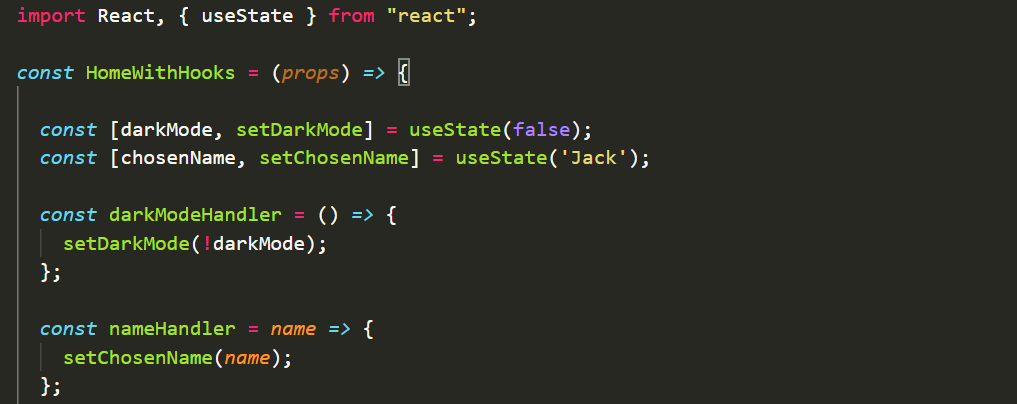 import React, { useState } from "react";
const HomeWithHooks = (props) => {
const [darkMode, setDarkMode] = useState(false);
const [chosenName, setChosenName] = useState('Jack');
const darkModeHandler = () => {
setDarkMode(!darkMode);
};
const nameHandler = name => {
setChosenName(name);
};